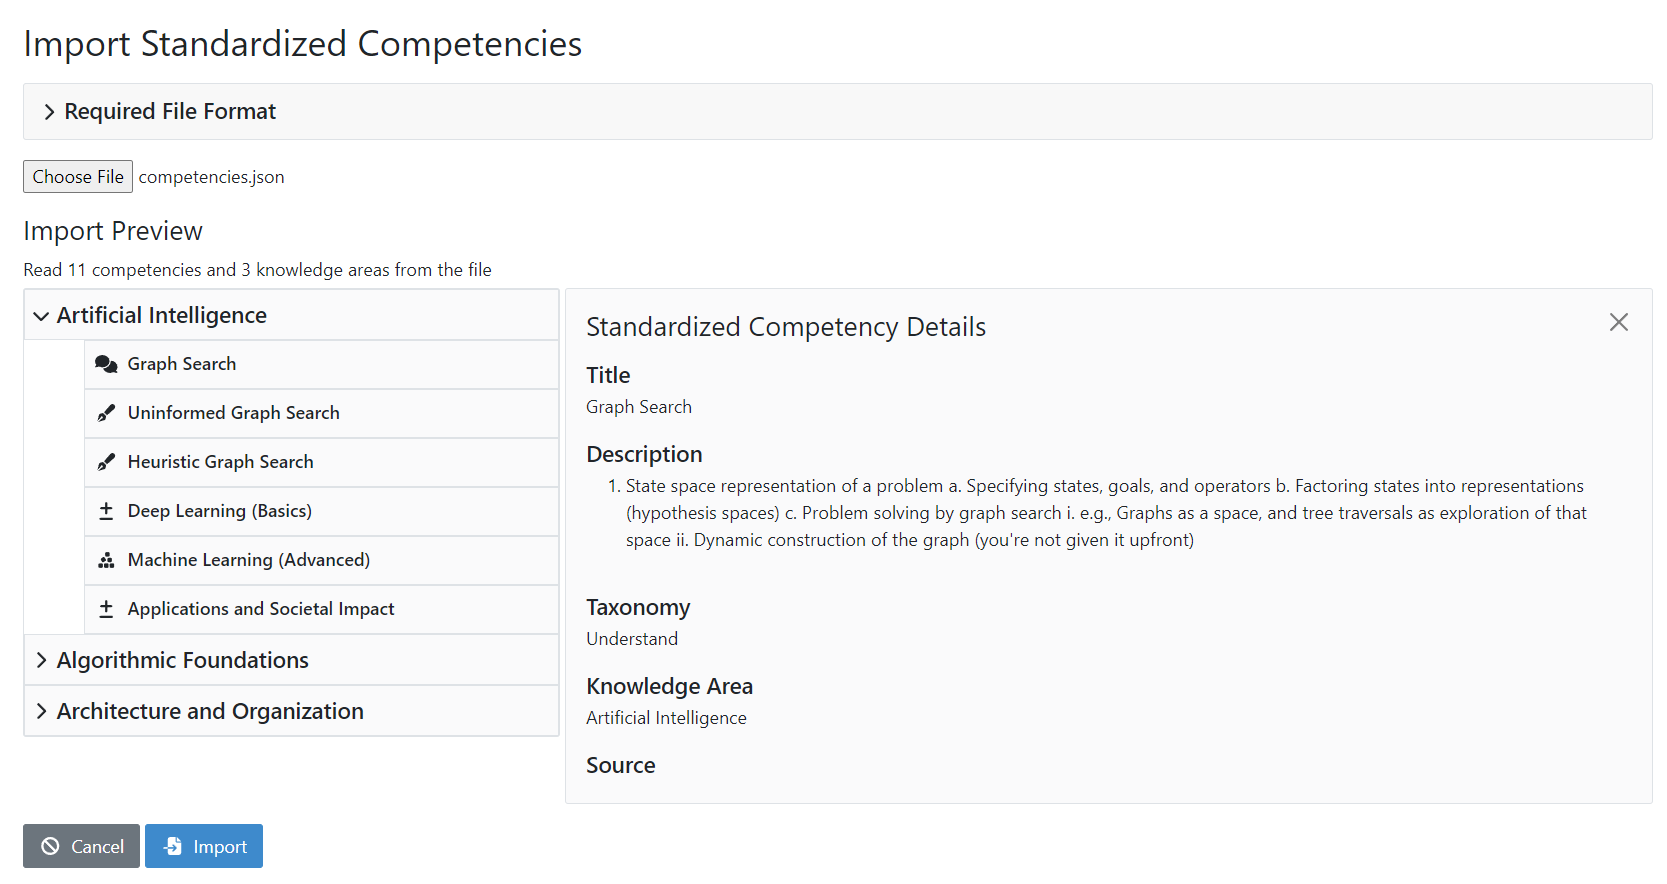 Import Standardized Competencies
Required File Format
Choose File competencies.json
Import Preview
Read 11 competencies and 3 knowledge areas from the file
Artificial Intelligence
Graph Search
Uninformed Graph Search
Heuristic Graph Search
Deep Learning (Basics)
Machine Learning (Advanced)
Applications and Societal Impact
Algorithmic Foundations
Architecture and Organization
Standardized Competency Details
Title
Graph Search
Description
1. State space representation of a problem a. Specifying states, goals, and operators b. Factoring states into representations
(hypothesis spaces) c. Problem solving by graph search i. e.g., Graphs as a space, and tree traversals as exploration of that
space ii. Dynamic construction of the graph (you're not given it upfront)
Taxonomy
Understand
Knowledge Area
Artificial Intelligence
Source
Cancel
Import